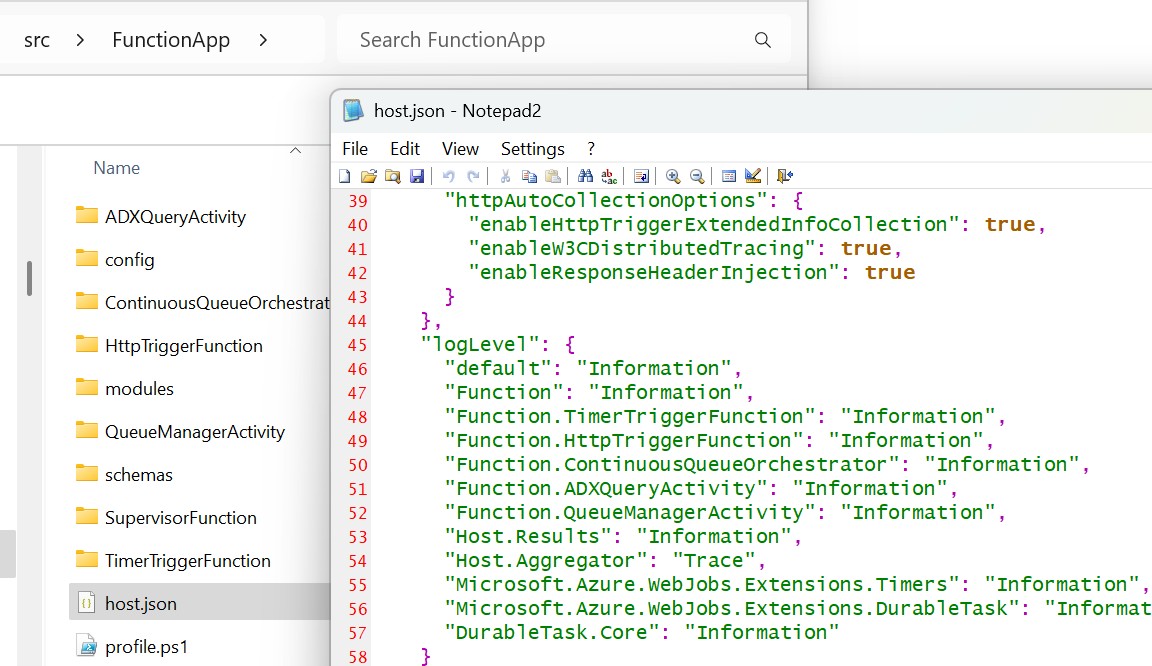 src > FunctionApp >
Search FunctionApp
Name
ADXQueryActivity
config
ContinuousQueueOrchestrat
HttpTriggerFunction
modules
QueueManagerActivity
schemas
SupervisorFunction
TimerTriggerFunction
host.json
profile.ps1
host.json - Notepad2
File Edit View Settings ?
39 "httpAutoCollectionOptions": {
40 "enableHttpTriggerExtendedInfoCollection": true,
41 "enableW3CDistributedTracing": true,
42 "enableResponseHeaderInjection": true
43 }
44 },
45 "logLevel": {
46 "default": "Information",
47 "Function": "Information",
48 "Function.TimerTriggerFunction": "Information",
49 "Function.HttpTriggerFunction": "Information",
50 "Function.ContinuousQueueOrchestrator": "Information",
51 "Function.ADXQueryActivity": "Information",
52 "Function.QueueManagerActivity": "Information",
53 "Host.Results": "Information",
54 "Host.Aggregator": "Trace",
55 "Microsoft.Azure.WebJobs.Extensions.Timers": "Information",
56 "Microsoft.Azure.WebJobs.Extensions.DurableTask": "Informat
57 "DurableTask.Core": "Information"
58 }